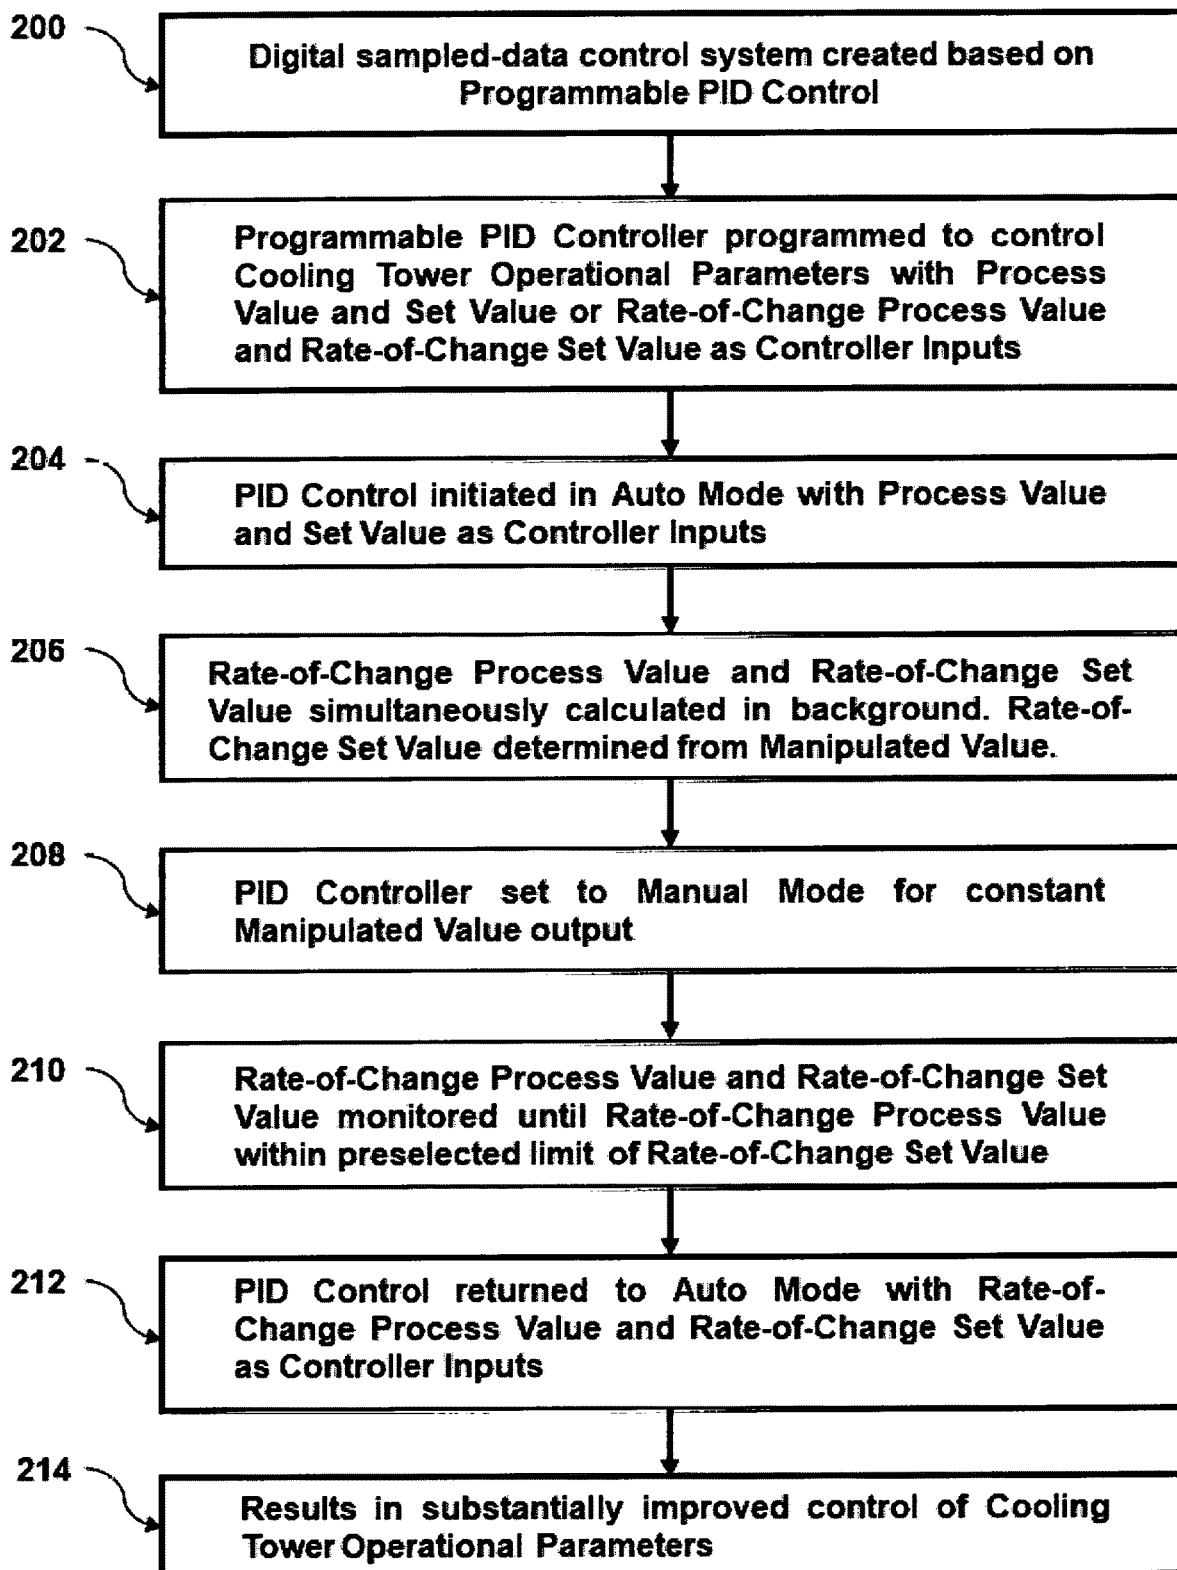 200
Digital sampled-data control system created based on
Programmable PID Control
202
Programmable PID Controller programmed to control
Cooling Tower Operational Parameters with Process
Value and Set Value or Rate-of-Change Process Value
and Rate-of-Change Set Value as Controller Inputs
204
PID Control initiated in Auto Mode with Process Value
and Set Value as Controller Inputs
206
Rate-of-Change Process Value and Rate-of-Change Set
Value simultaneously calculated in background. Rate-of-
Change Set Value determined from Manipulated Value.
208
PID Controller set to Manual Mode for constant
Manipulated Value output
210
Rate-of-Change Process Value and Rate-of-Change Set
Value monitored until Rate-of-Change Process Value
within preselected limit of Rate-of-Change Set Value
212
PID Control returned to Auto Mode with Rate-of-
Change Process Value and Rate-of-Change Set Value
as Controller Inputs
214
Results in substantially improved control of Cooling
Tower Operational Parameters